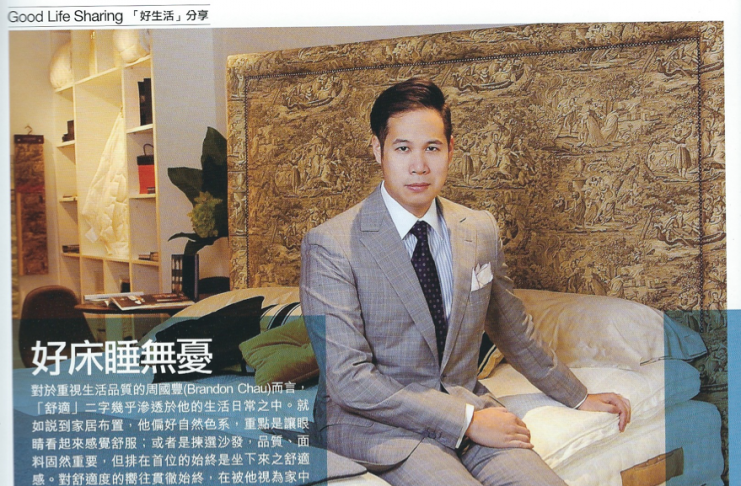 Good Life Sharing 「好生活」分享
好床睡無憂
對於重視生活品質的周國豐(Brandon Chau)而言，
「舒適」二字幾乎滲透於他的生活日常之中。就
如說到家居布置，他偏好自然色系，重點是讓眼
睛看起來感覺舒服；或者是揀選沙發，品質、面
料固然重要，但排在首位的始終是坐下來之舒適
感。對舒適度的嚮往貫徹始終，在被他視為家中